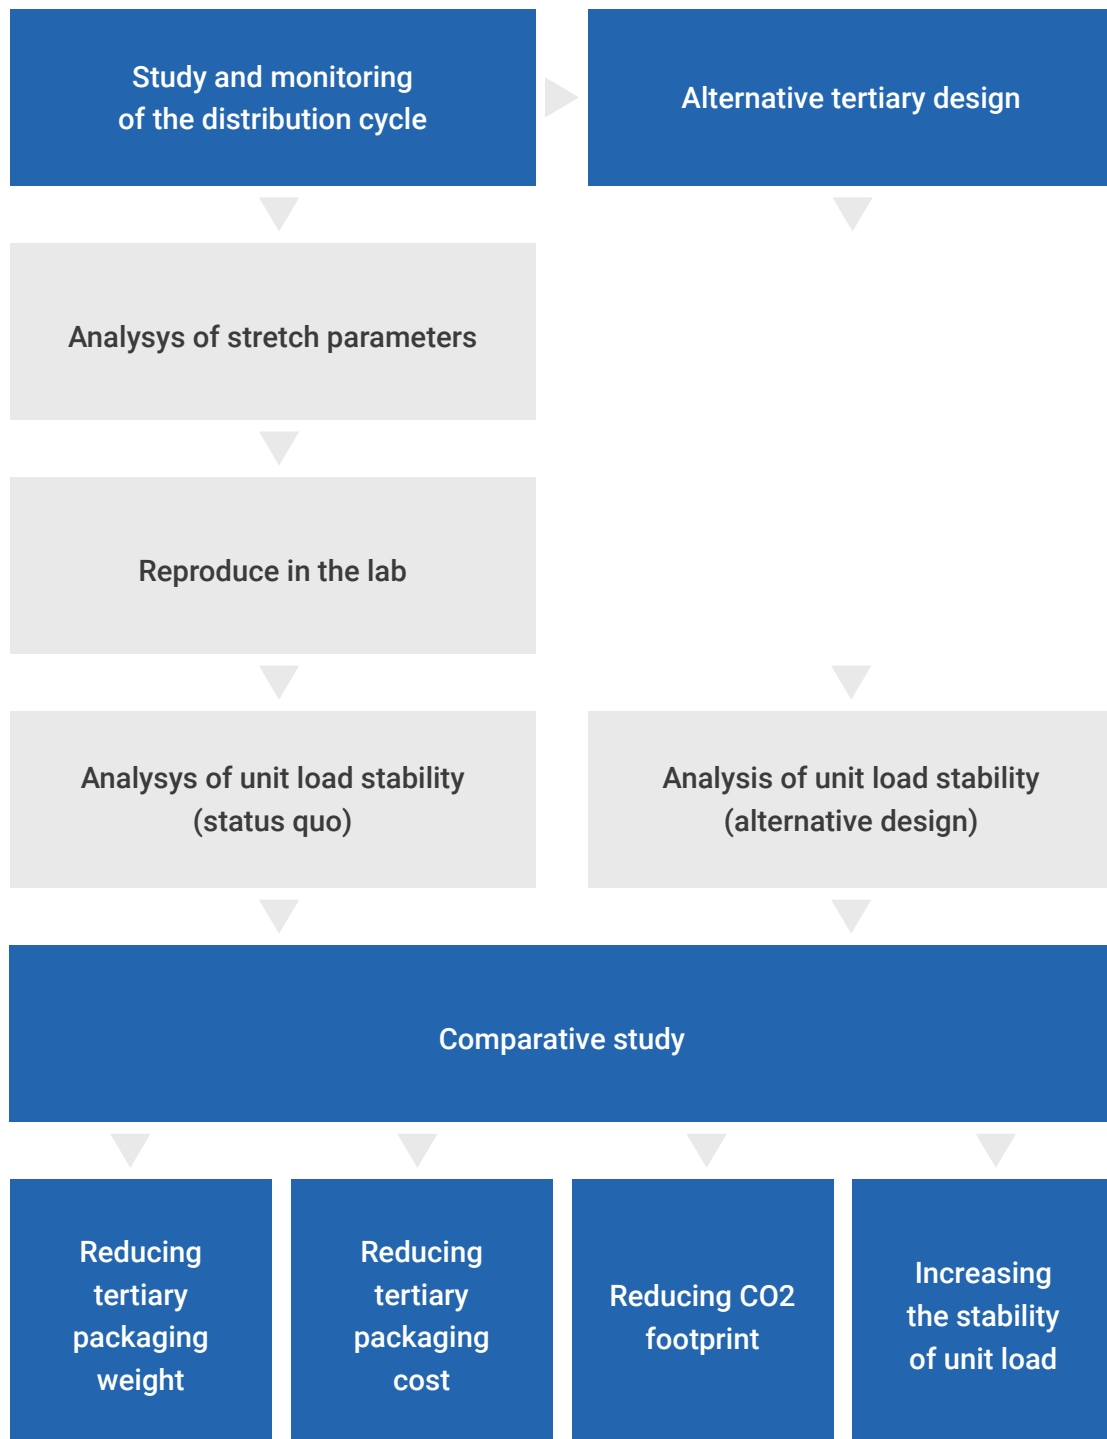 Study and monitoring
of the distribution cycle
Alternative tertiary design
Analysys of stretch parameters
Reproduce in the lab
Analysys of unit load stability
(status quo)
Analysis of unit load stability
(alternative design)
Comparative study
Reducing
tertiary
packaging
weight
Reducing
tertiary
packaging
cost
Reducing CO2
footprint
Increasing
the stability
of unit load